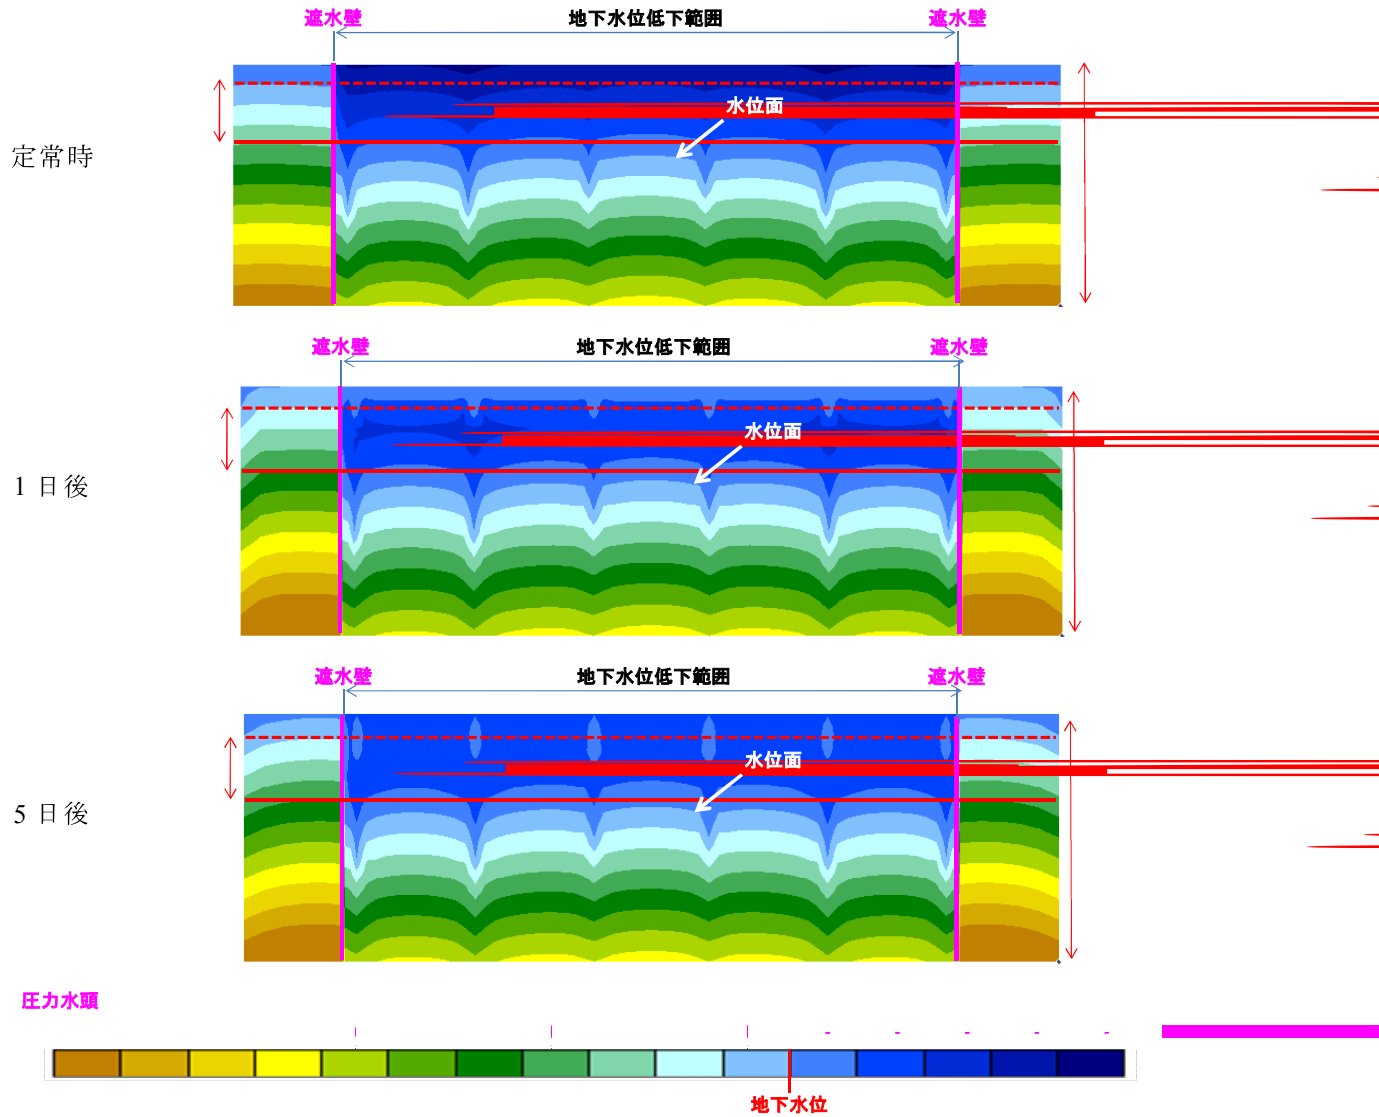 遮水壁 地下水位低下範囲 遮水壁
水位面
定常時
遮水壁 地下水位低下範囲 遮水壁
水位面
1 日後
遮水壁 地下水位低下範囲 遮水壁
水位面
5 日後
圧力水頭
地下水位